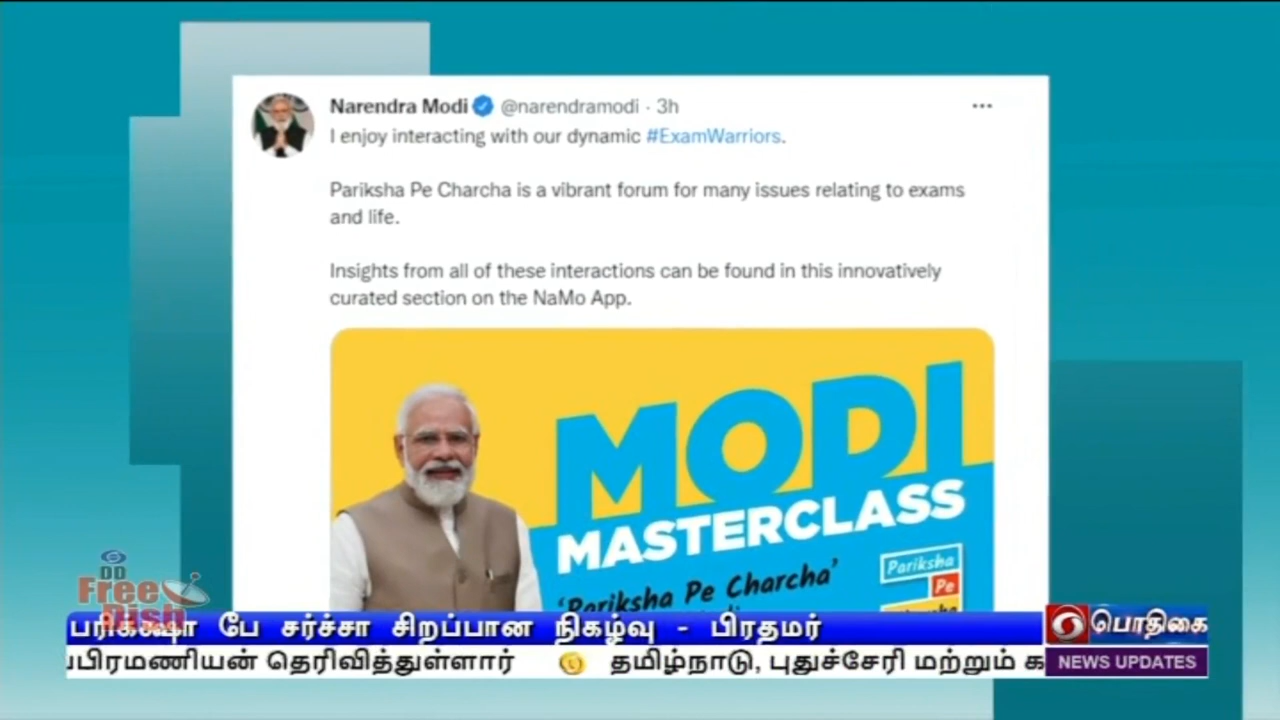 Narendra Modi @narendramodi · 3h
I enjoy interacting with our dynamic #ExamWarriors.
Pariksha Pe Charcha is a vibrant forum for many issues relating to exams
and life.
Insights from all of these interactions can be found in this innovatively
curated section on the NaMo App.
MODI
MASTERCLASS
'Pariksha Pe Charcha'
Pariksha
Pe
DD
Free
Dish
பரிக்ஷா பே சர்ச்சா சிறப்பான நிகழ்வு - பிரதமர்
பொதிகை
தெரிவித்துள்ளார் தமிழ்நாடு, புதுச்சேரி மற்றும்
NEWS UPDATES